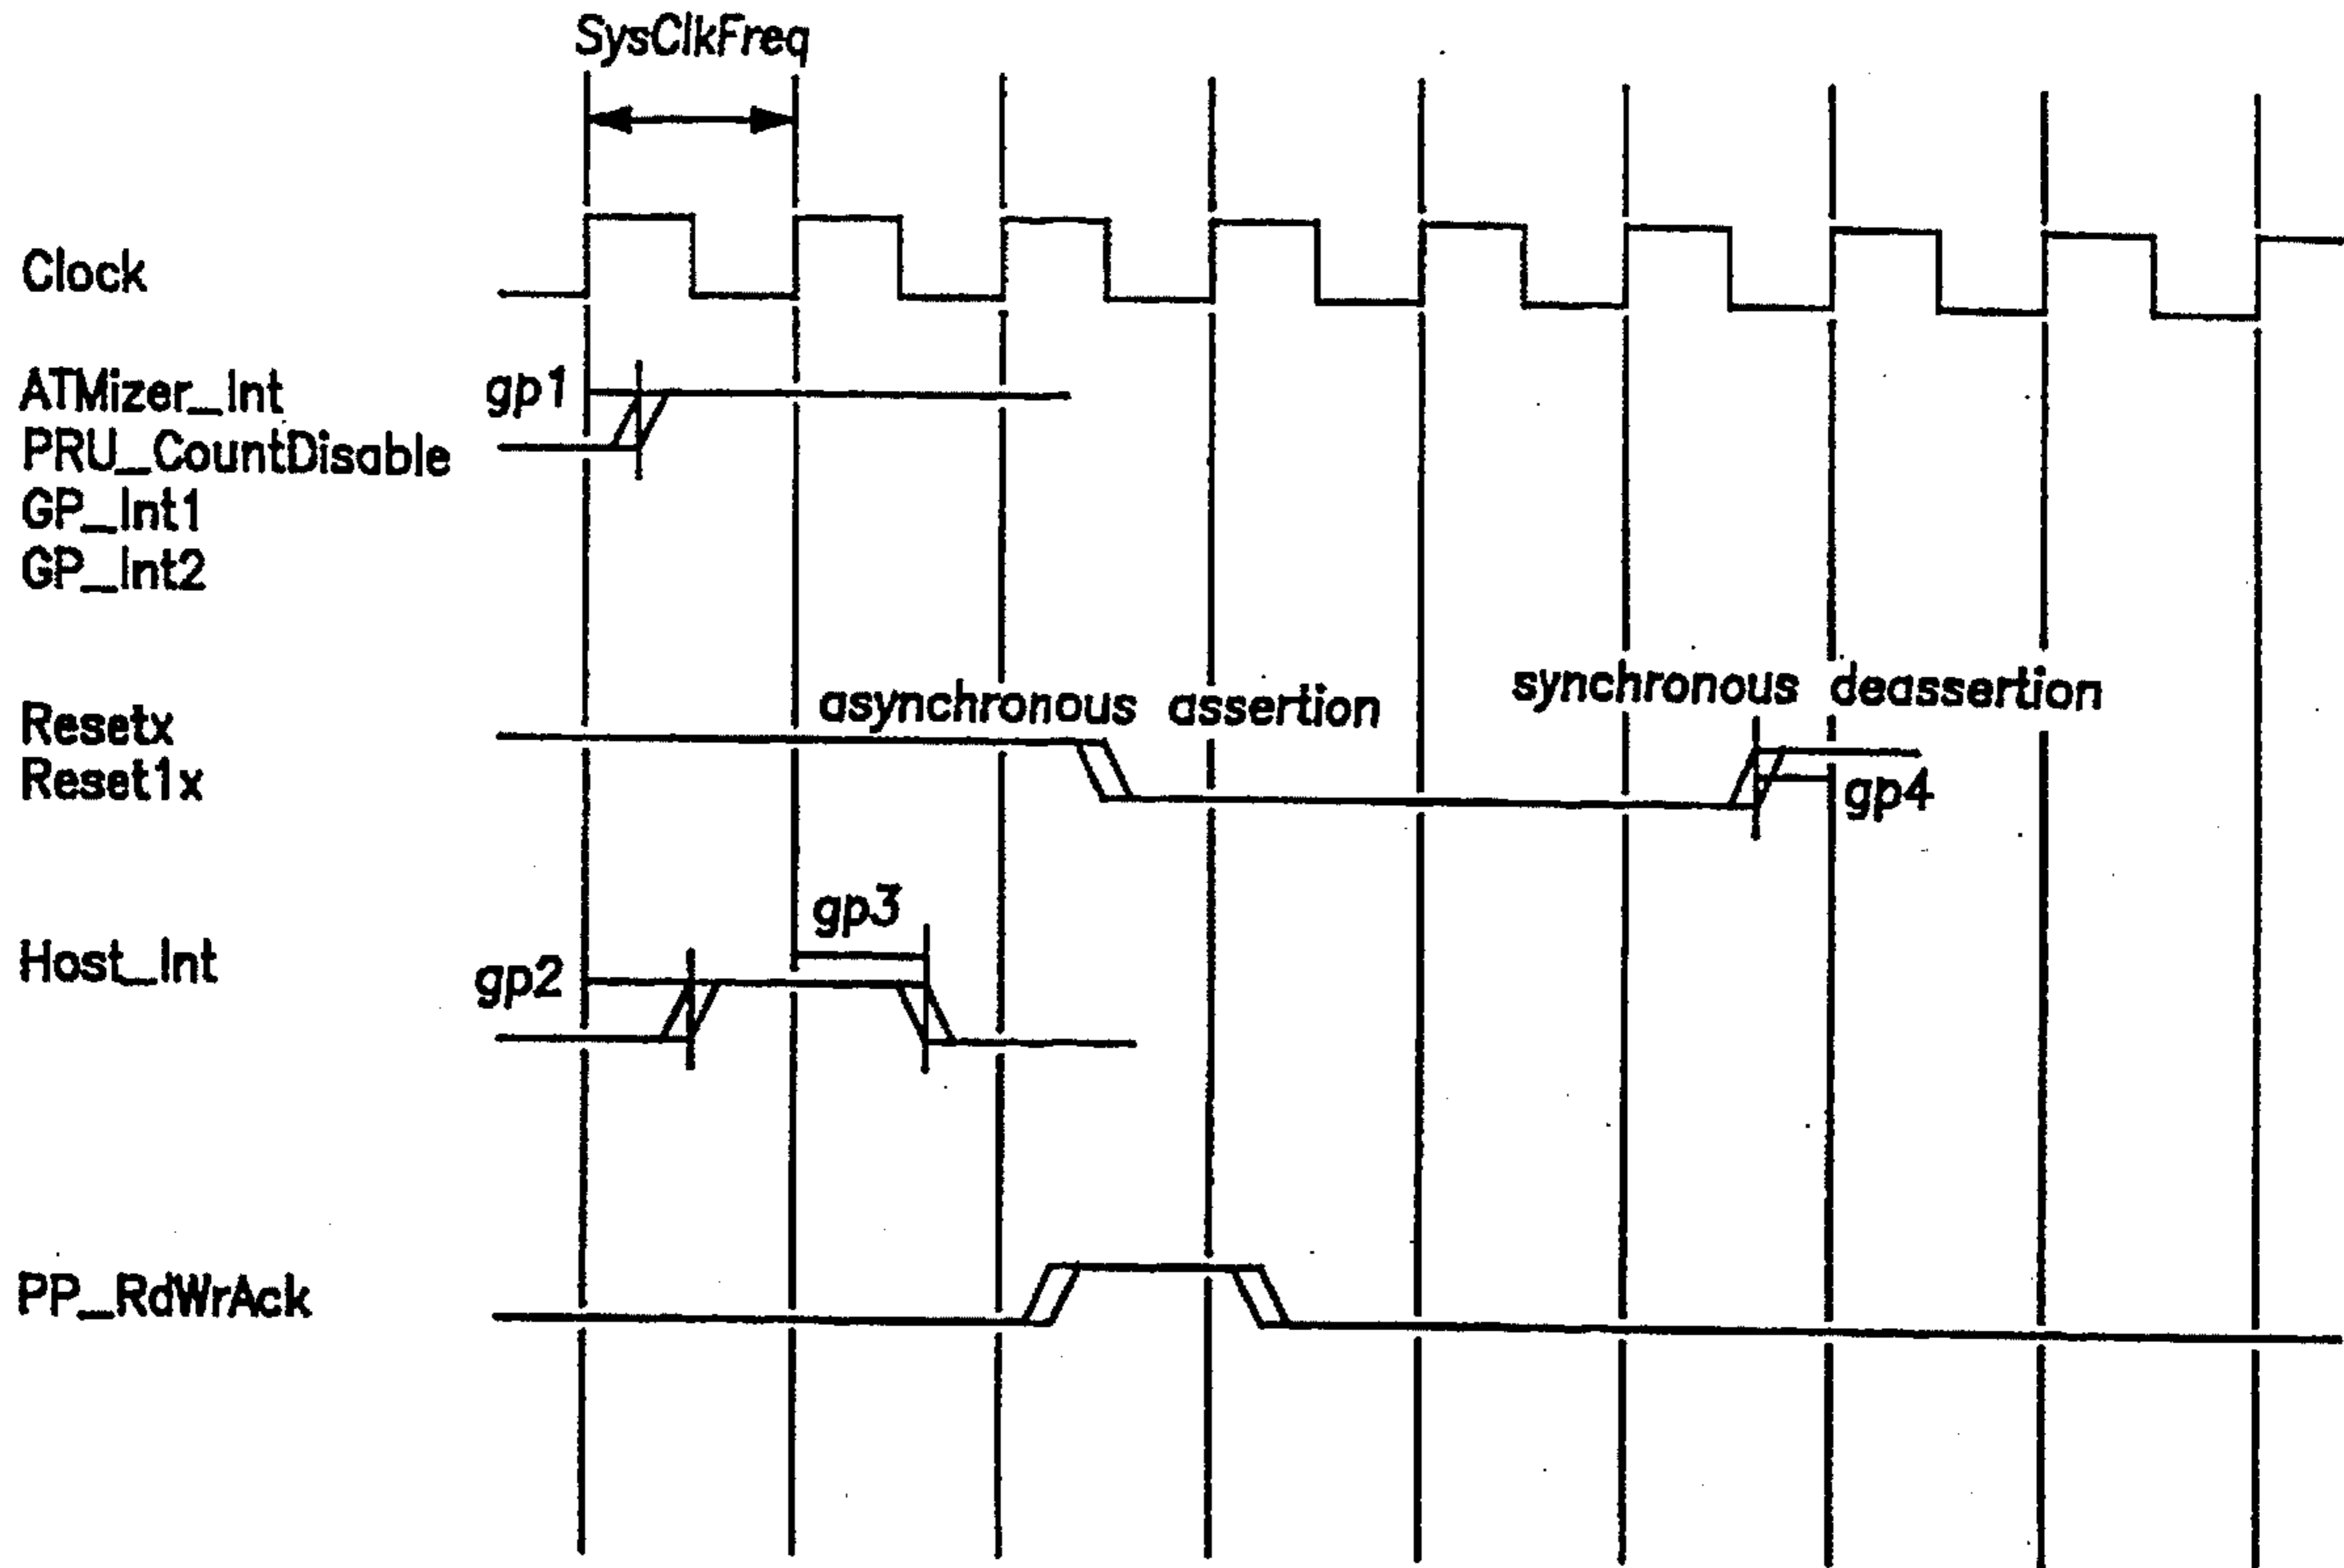 SysClkFreq
Clock
ATMizer_Int
gp1
PRU_CountDisable
GP_Int1
GP_Int2
asynchronous assertion
synchronous deassertion
Resetx
Reset1x
gp4
gp3
Host_Int
gp2
PP_RdWrAck